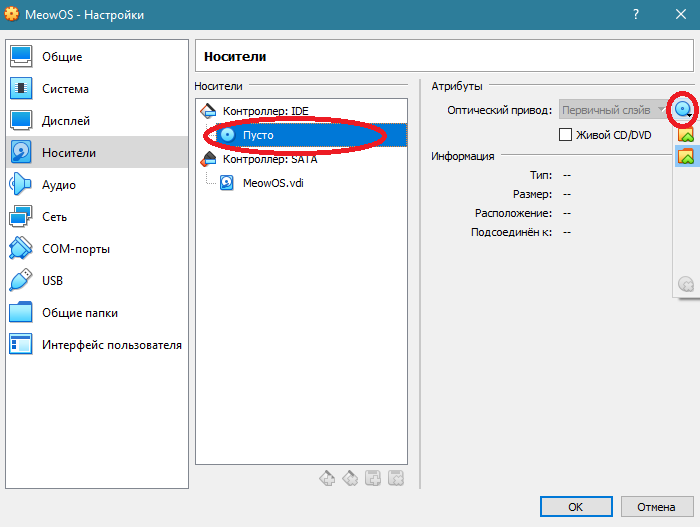 MeowOS - Настройки
?
Общие
Система
Дисплей
Носители
Аудио
Сеть
COM-порты
USB
Общие папки
Интерфейс пользователя
Носители
Носители
Контроллер: IDE
Пусто
Контроллер: SATA
MeowOS.vdi
Атрибуты
Оптический привод: Первичный слэйв
Живой CD/DVD
Информация
Тип: --
Размер: --
Расположение: --
Подсоединён к: --
OK Отмена